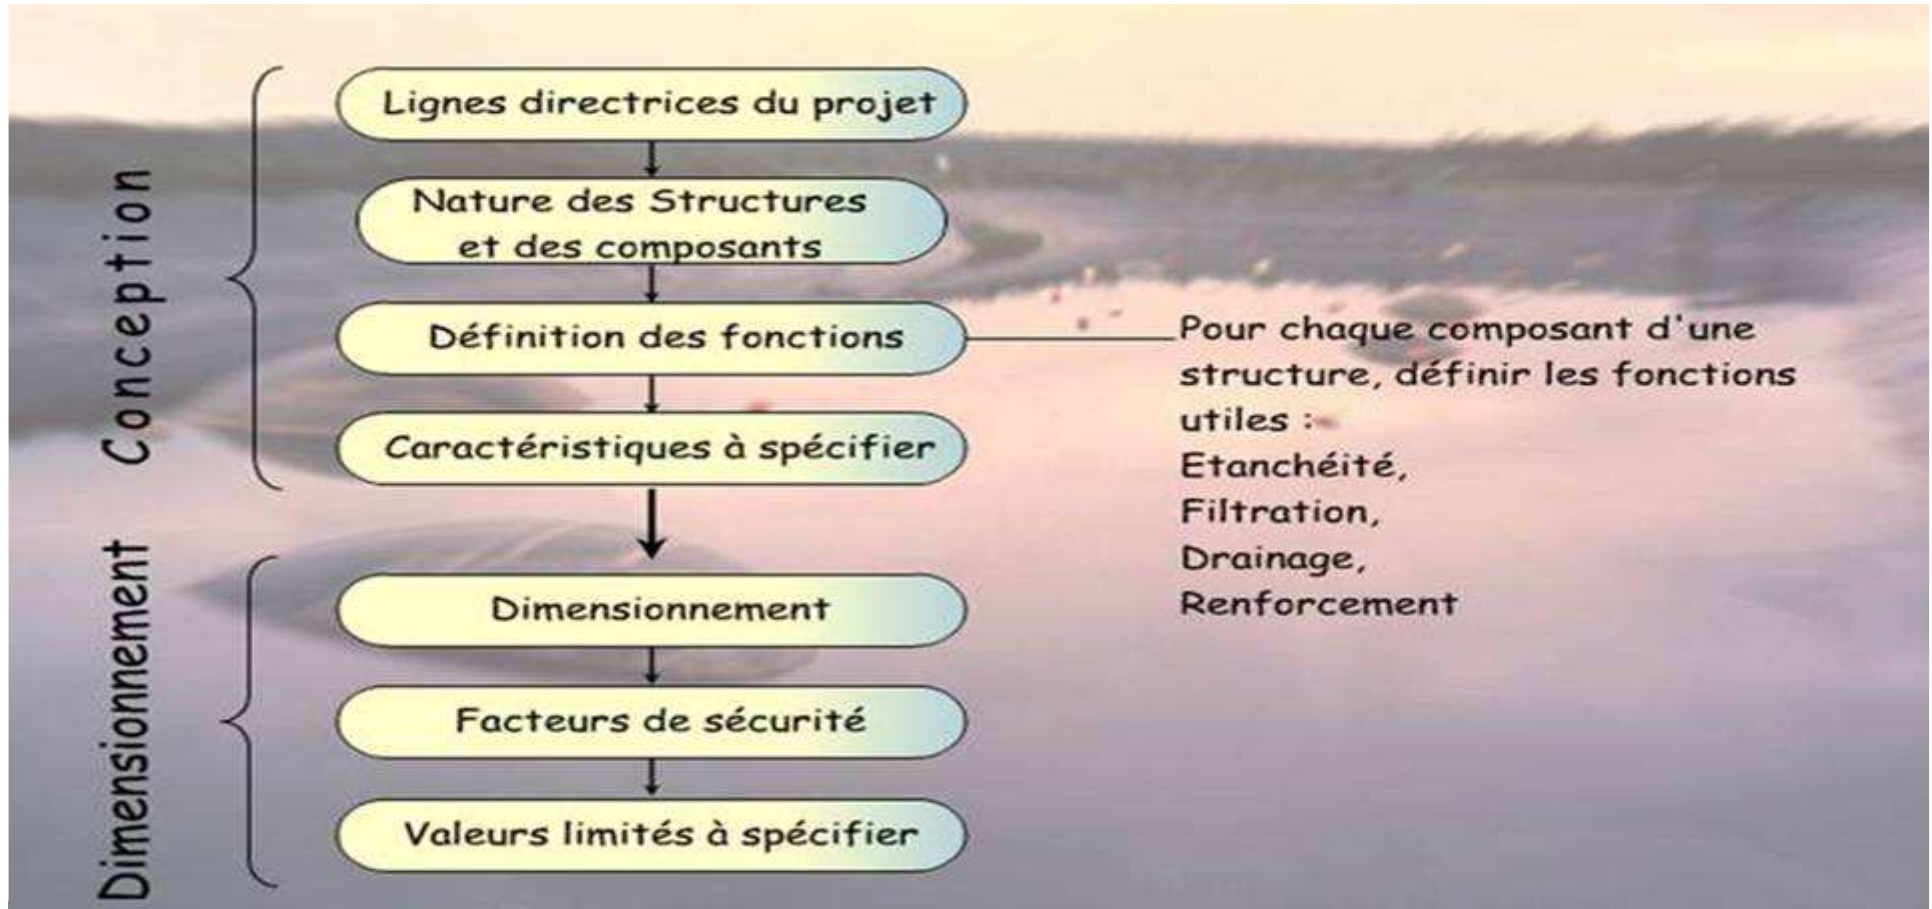 Conception
Lignes directrices du projet
Nature des Structures
et des composants
Définition des fonctions
Caractéristiques à spécifier
Pour chaque composant d'une
structure, définir les fonctions
utiles :
Etanchéité,
Filtration,
Drainage,
Renforcement
Dimensionnement
Dimensionnement
Facteurs de sécurité
Valeurs limités à spécifier